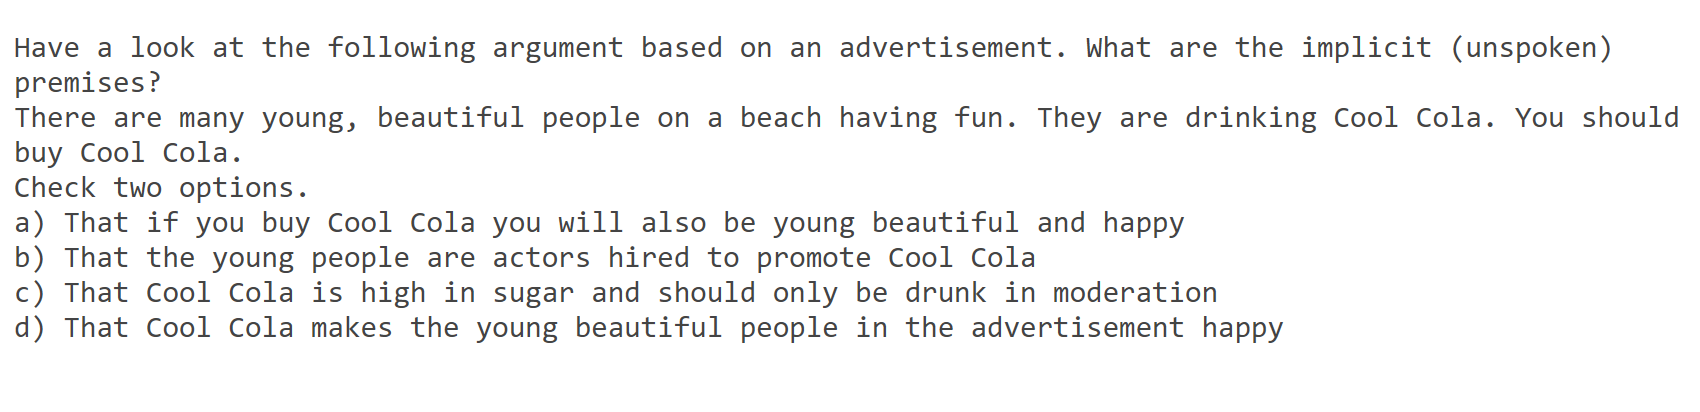 Have a look at the following argument based on an advertisement. What are the implicit (unspoken)
premises?
There are many young, beautiful people on a beach having fun. They are drinking Cool Cola. You should
buy Cool Cola.
Check two options.
a) That if you buy Cool Cola you will also be young beautiful and happy
b) That the young people are actors hired to promote Cool Cola
c) That Cool Cola is high in sugar and should only be drunk in moderation
d) That Cool Cola makes the young beautiful people in the advertisement happy